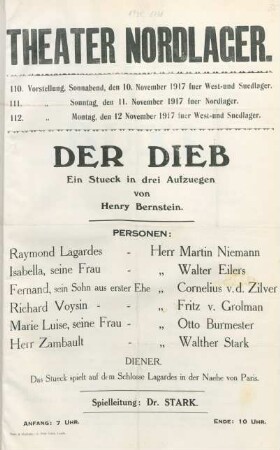 THEATER NORDLAGER.
110. Vorstellung, Sonnabend, den 10. November 1917 fuer West-und Suedlager.
111. „ Sonntag, den 11. November 1917 fuer Nordlager.
112. „ Montag, den 12 November 1917 fuer West-und Suedlager.
DER DIEB
Ein Stueck in drei Aufzuegen
von
Henry Bernstein.
PERSONEN:
Raymond Lagardes - Herr Martin Niemann
Isabella, seine Frau - „ Walter Eilers
Fernand, sein Sohn aus erster Ehe „ Cornelius v.d. Zilver
Richard Voysin - - „ Fritz v. Grolman
Marie Luise, seine Frau - „ Otto Burmester
Herr Zambault - „ Walther Stark
DIENER.
Das Stueck spielt auf dem Schlosse Lagardes in der Naehe von Paris.
Spielleitung: Dr. STARK.
ANFANG: 7 UHR. ENDE: 10 UHR.